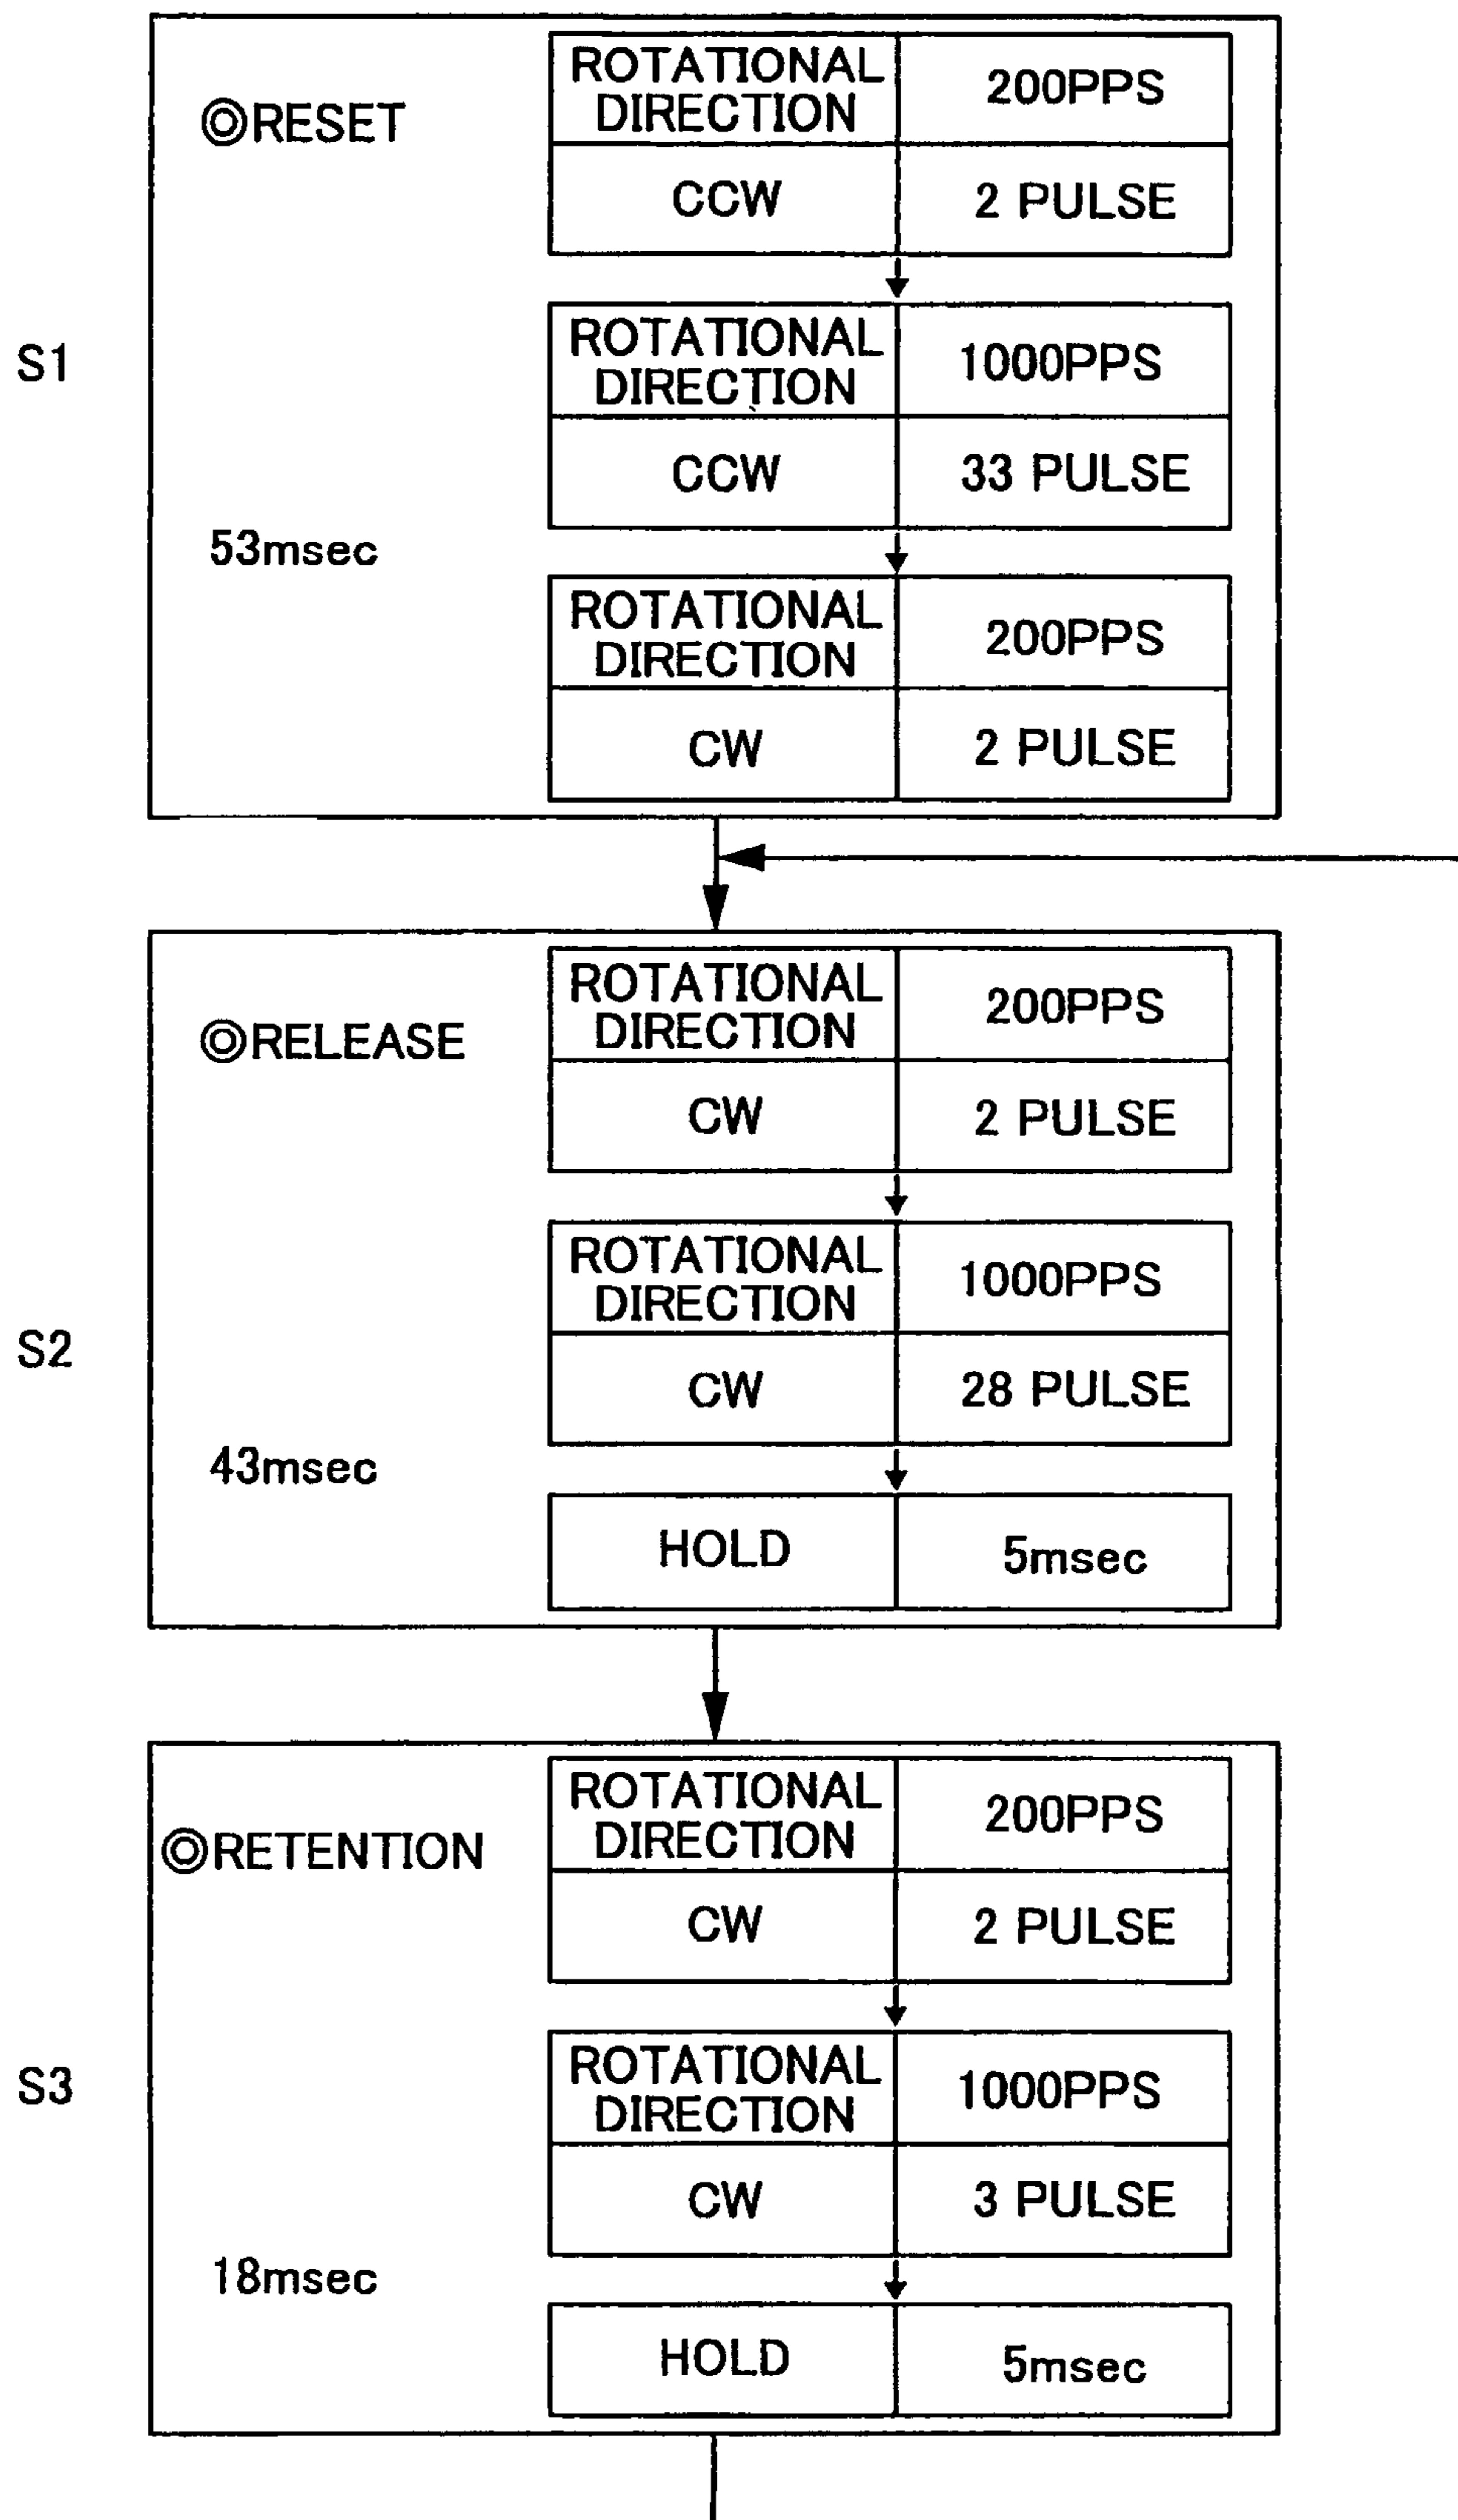 ROTATIONAL
DIRECTION
200PPS
◎RESET
CCW
2 PULSE
S1
ROTATIONAL
DIRECTION
1000PPS
CCW
33 PULSE
53msec
ROTATIONAL
DIRECTION
200PPS
CW
2 PULSE
ROTATIONAL
DIRECTION
200PPS
◎RELEASE
CW
2 PULSE
ROTATIONAL
DIRECTION
1000PPS
S2
CW
28 PULSE
43msec
HOLD
5msec
ROTATIONAL
DIRECTION
200PPS
◎RETENTION
CW
2 PULSE
S3
ROTATIONAL
DIRECTION
1000PPS
CW
3 PULSE
18msec
HOLD
5msec